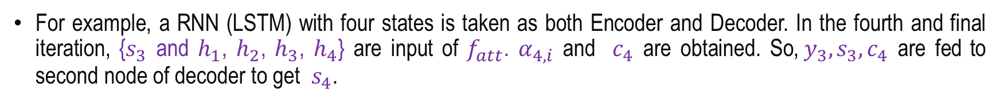 • For example, a RNN (LSTM) with four states is taken as both Encoder and Decoder. In the fourth and final
iteration, {s₃ and h₁, h₂, h₃, h₄} are input of f_att. α₄,ᵢ and c₄ are obtained. So, y₃, s₃, c₄ are fed to
second node of decoder to get s₄.